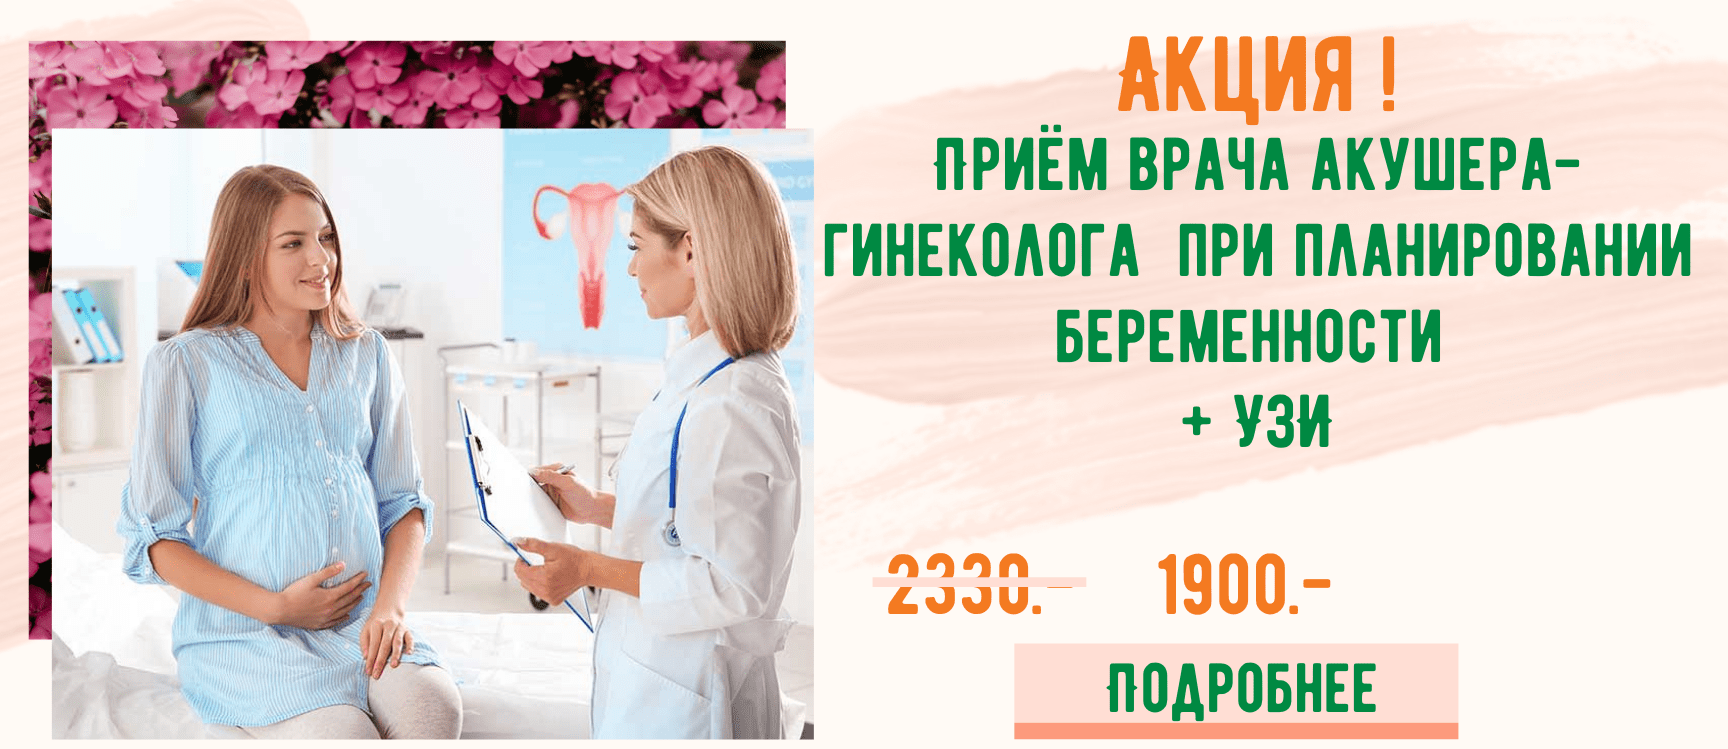 АКЦИЯ !
ПРИЁМ ВРАЧА АКУШЕРА-
ГИНЕКОЛОГА ПРИ ПЛАНИРОВАНИИ
БЕРЕМЕННОСТИ
+ УЗИ
2330.- 1900.-
ПОДРОБНЕЕ